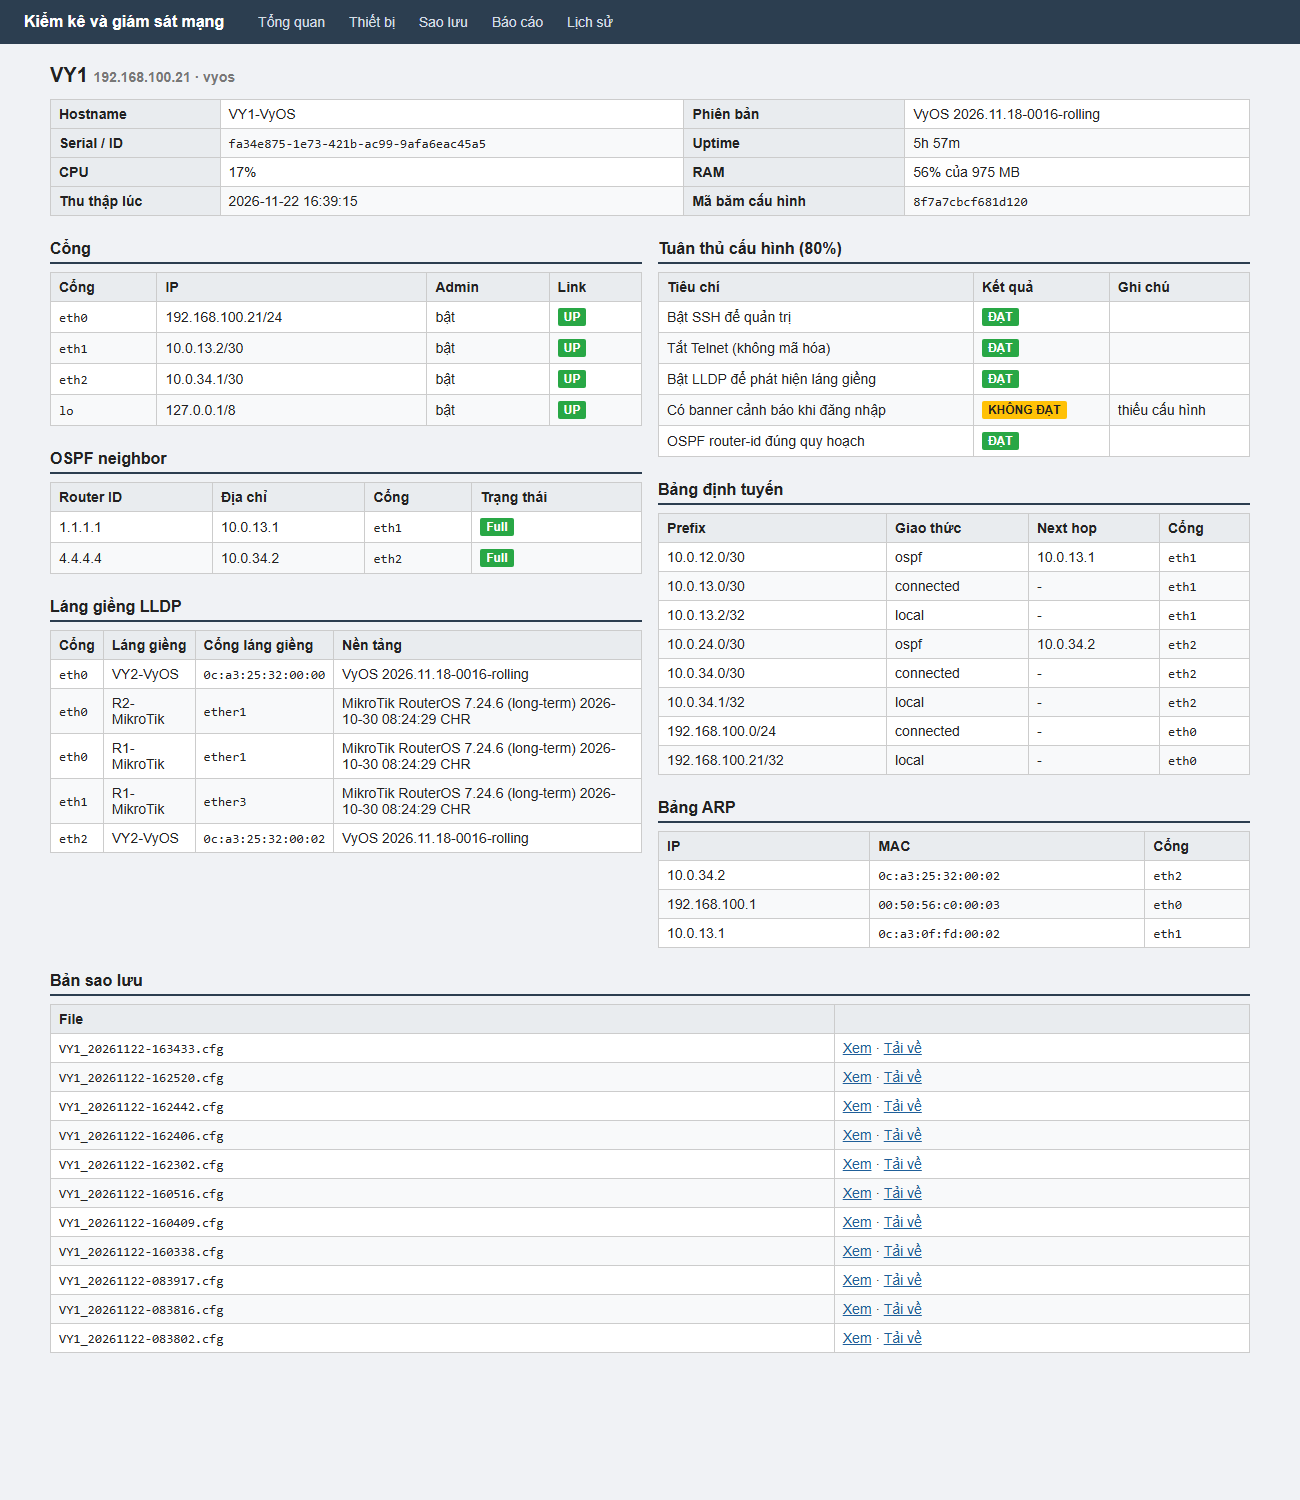 Kiểm kê và giám sát mạng Tổng quan Thiết bị Sao lưu Báo cáo Lịch sử
VY1 192.168.100.21 · vyos
Hostname VY1-VyOS Phiên bản VyOS 2026.11.18-0016-rolling
Serial / ID fa34e875-1e73-421b-ac99-9afa6eac45a5 Uptime 5h 57m
CPU 17% RAM 56% của 975 MB
Thu thập lúc 2026-11-22 16:39:15 Mã băm cấu hình 8f7a7cbcf681d120
Cổng
Cổng IP Admin Link
eth0 192.168.100.21/24 bật UP
eth1 10.0.13.2/30 bật UP
eth2 10.0.34.1/30 bật UP
lo 127.0.0.1/8 bật UP
OSPF neighbor
Router ID Địa chỉ Cổng Trạng thái
1.1.1.1 10.0.13.1 eth1 Full
4.4.4.4 10.0.34.2 eth2 Full
Láng giềng LLDP
Cổng Láng giềng Cổng láng giềng Nền tảng
eth0 VY2-VyOS 0c:a3:25:32:00:00 VyOS 2026.11.18-0016-rolling
eth0 R2-MikroTik ether1 MikroTik RouterOS 7.24.6 (long-term) 2026-10-30 08:24:29 CHR
eth0 R1-MikroTik ether1 MikroTik RouterOS 7.24.6 (long-term) 2026-10-30 08:24:29 CHR
eth1 R1-MikroTik ether3 MikroTik RouterOS 7.24.6 (long-term) 2026-10-30 08:24:29 CHR
eth2 VY2-VyOS 0c:a3:25:32:00:02 VyOS 2026.11.18-0016-rolling
Tuân thủ cấu hình (80%)
Tiêu chí Kết quả Ghi chú
Bật SSH để quản trị ĐẠT
Tắt Telnet (không mã hóa) ĐẠT
Bật LLDP để phát hiện láng giềng ĐẠT
Có banner cảnh báo khi đăng nhập KHÔNG ĐẠT thiếu cấu hình
OSPF router-id đúng quy hoạch ĐẠT
Bảng định tuyến
Prefix Giao thức Next hop Cổng
10.0.12.0/30 ospf 10.0.13.1 eth1
10.0.13.0/30 connected - eth1
10.0.13.2/32 local - eth1
10.0.24.0/30 ospf 10.0.34.2 eth2
10.0.34.0/30 connected - eth2
10.0.34.1/32 local - eth2
192.168.100.0/24 connected - eth0
192.168.100.21/32 local - eth0
Bảng ARP
IP MAC Cổng
10.0.34.2 0c:a3:25:32:00:02 eth2
192.168.100.1 00:50:56:c0:00:03 eth0
10.0.13.1 0c:a3:0f:fd:00:02 eth1
Bản sao lưu
File
VY1_20261122-163433.cfg Xem · Tải về
VY1_20261122-162520.cfg Xem · Tải về
VY1_20261122-162442.cfg Xem · Tải về
VY1_20261122-162406.cfg Xem · Tải về
VY1_20261122-162302.cfg Xem · Tải về
VY1_20261122-160516.cfg Xem · Tải về
VY1_20261122-160409.cfg Xem · Tải về
VY1_20261122-160338.cfg Xem · Tải về
VY1_20261122-083917.cfg Xem · Tải về
VY1_20261122-083816.cfg Xem · Tải về
VY1_20261122-083802.cfg Xem · Tải về